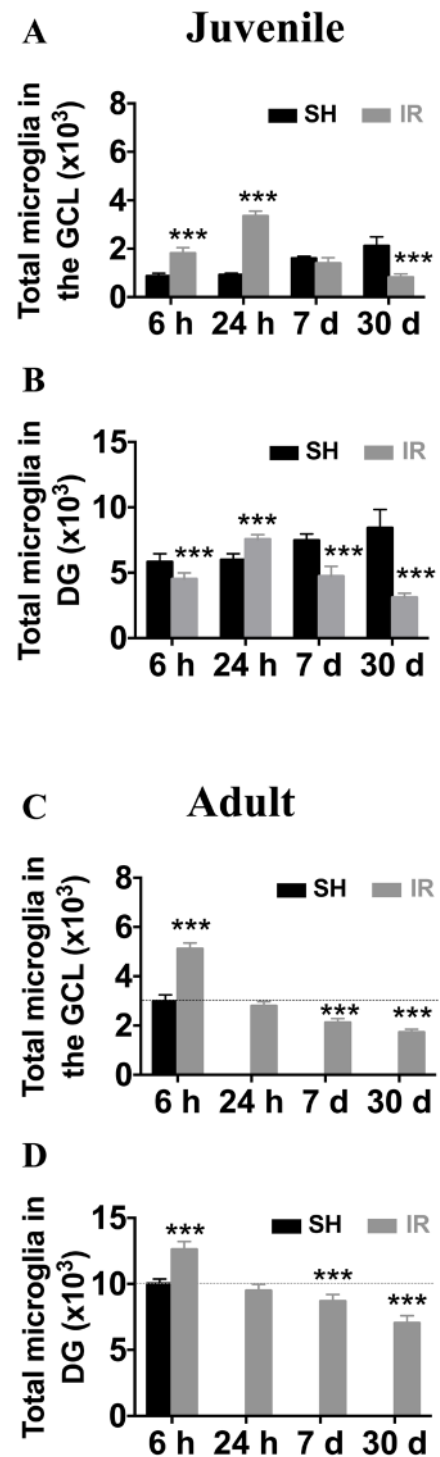 A Juvenile
Total microglia in
the GCL (x10³)
8
6
4
2
0
SH IR
***
***
***
6 h 24 h 7 d 30 d
B
Total microglia in
DG (x10³)
15
10
5
0
SH IR
***
***
***
***
6 h 24 h 7 d 30 d
C Adult
Total microglia in
the GCL (x10³)
8
6
4
2
0
SH IR
***
***
***
6 h 24 h 7 d 30 d
D
Total microglia in
DG (x10³)
15
10
5
0
SH IR
***
***
***
6 h 24 h 7 d 30 d